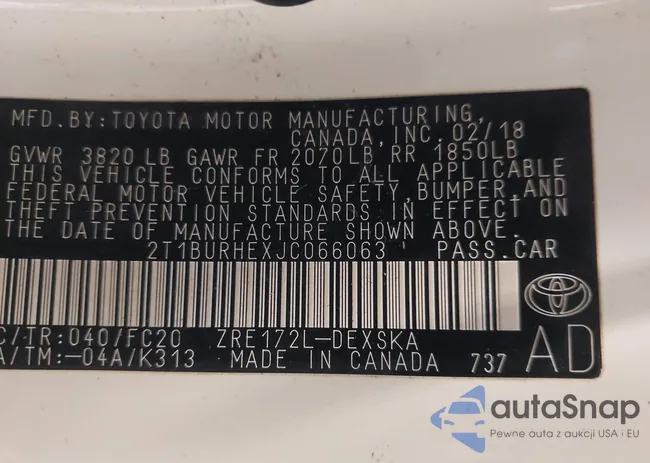 MFD.BY:TOYOTA MOTOR MANUFACTURING,
CANADA, INC. 02/18
GVWR 3820 LB GAWR FR 2070LB RR 1850LB
THIS VEHICLE CONFORMS TO ALL APPLICABLE
FEDERAL MOTOR VEHICLE SAFETY, BUMPER, AND
THEFT PREVENTION STANDARDS IN EFFECT ON
THE DATE OF MANUFACTURE SHOWN ABOVE.
2T1BURHEXJC066063 PASS.CAR
C/TR:040/FC20 ZRE172L-DEXSKA
A/TM:-04A/K313 MADE IN CANADA 737 AD
autaSnap
Pewne auta z aukcji USA i EU